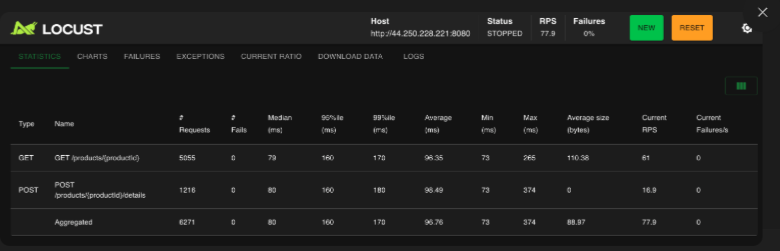 LOCUST
Host
http://44.250.228.221:8080
Status
STOPPED
RPS
77.9
Failures
0%
NEW
RESET
STATISTICS CHARTS FAILURES EXCEPTIONS CURRENT RATIO DOWNLOAD DATA LOGS
Type Name # Requests # Fails Median (ms) 95%ile (ms) 99%ile (ms) Average (ms) Min (ms) Max (ms) Average size (bytes) Current RPS Current Failures/s
GET GET /products/{productId} 5055 0 79 160 170 96.35 73 265 110.38 61 0
POST POST /products/{productId}/details 1216 0 80 160 180 98.49 73 374 0 16.9 0
Aggregated 6271 0 80 160 170 96.76 73 374 88.97 77.9 0